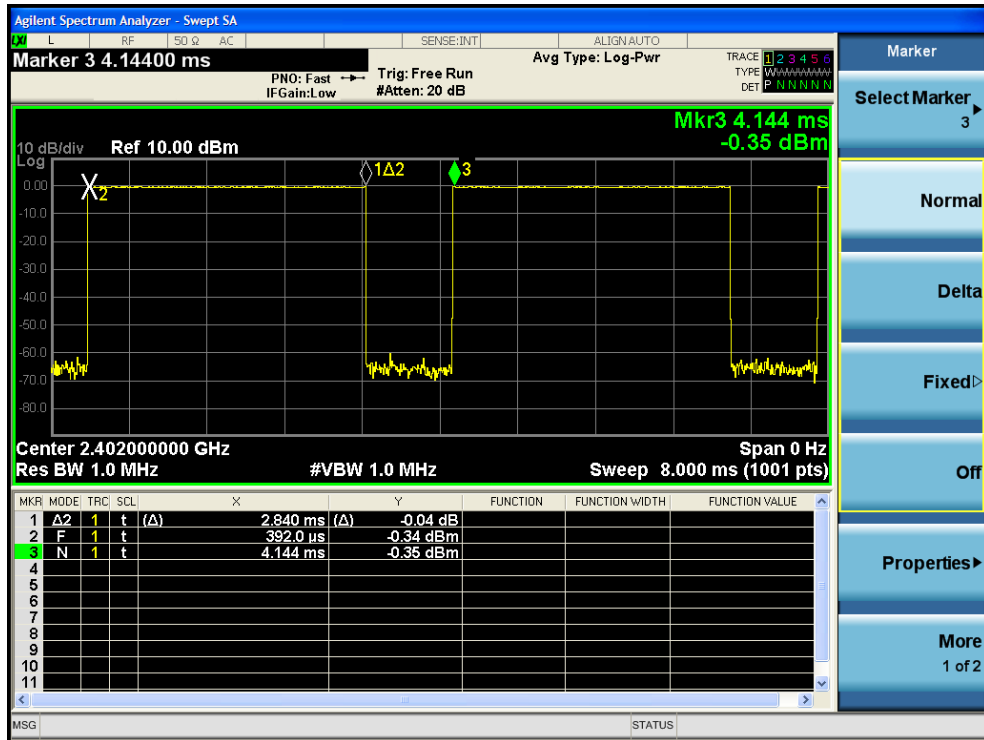 Agilent Spectrum Analyzer - Swept SA
LXI L RF 50 Ω AC SENSE:INT ALIGN AUTO
Marker 3 4.14400 ms
PNO: Fast
IFGain:Low
Trig: Free Run
#Atten: 20 dB
Avg Type: Log-Pwr
TRACE 1 2 3 4 5 6
TYPE WWWWWW
DET P N N N N N
Mkr3 4.144 ms
-0.35 dBm
10 dB/div Ref 10.00 dBm
Log
1Δ2
3
2
0.00
-10.0
-20.0
-30.0
-40.0
-50.0
-60.0
-70.0
-80.0
Center 2.402000000 GHz Span 0 Hz
Res BW 1.0 MHz #VBW 1.0 MHz Sweep 8.000 ms (1001 pts)
MKR MODE TRC SCL X Y FUNCTION FUNCTION WIDTH FUNCTION VALUE
1 Δ2 1 t (Δ) 2.840 ms (Δ) -0.04 dB
2 F 1 t 392.0 µs -0.34 dBm
3 N 1 t 4.144 ms -0.35 dBm
4
5
6
7
8
9
10
11
MSG STATUS
Marker
Select Marker
3
Normal
Delta
Fixed
Off
Properties
More
1 of 2